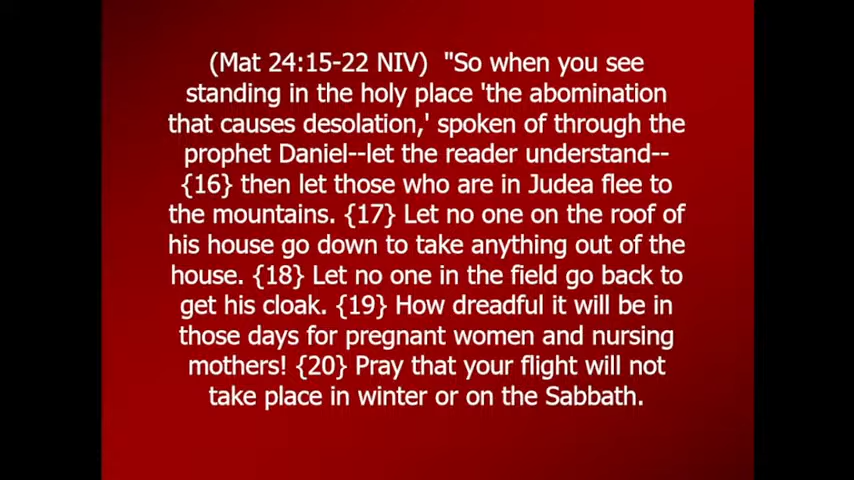 (Mat 24:15-22 NIV)  "So when you see
standing in the holy place 'the abomination
that causes desolation,' spoken of through the
prophet Daniel--let the reader understand--
{16} then let those who are in Judea flee to
the mountains. {17} Let no one on the roof of
his house go down to take anything out of the
house. {18} Let no one in the field go back to
get his cloak. {19} How dreadful it will be in
those days for pregnant women and nursing
mothers! {20} Pray that your flight will not
take place in winter or on the Sabbath.